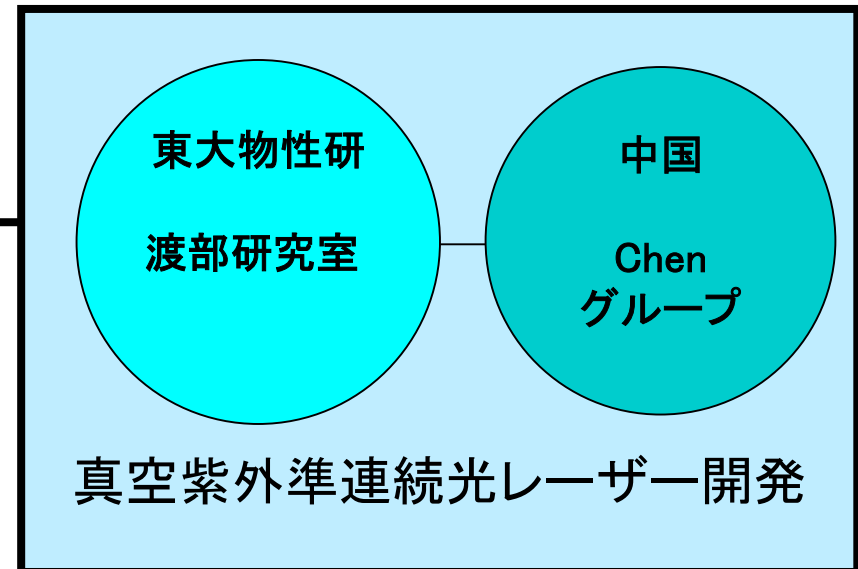 東大物性研
渡部研究室
中国
Chen
グループ
真空紫外準連続光レーザー開発